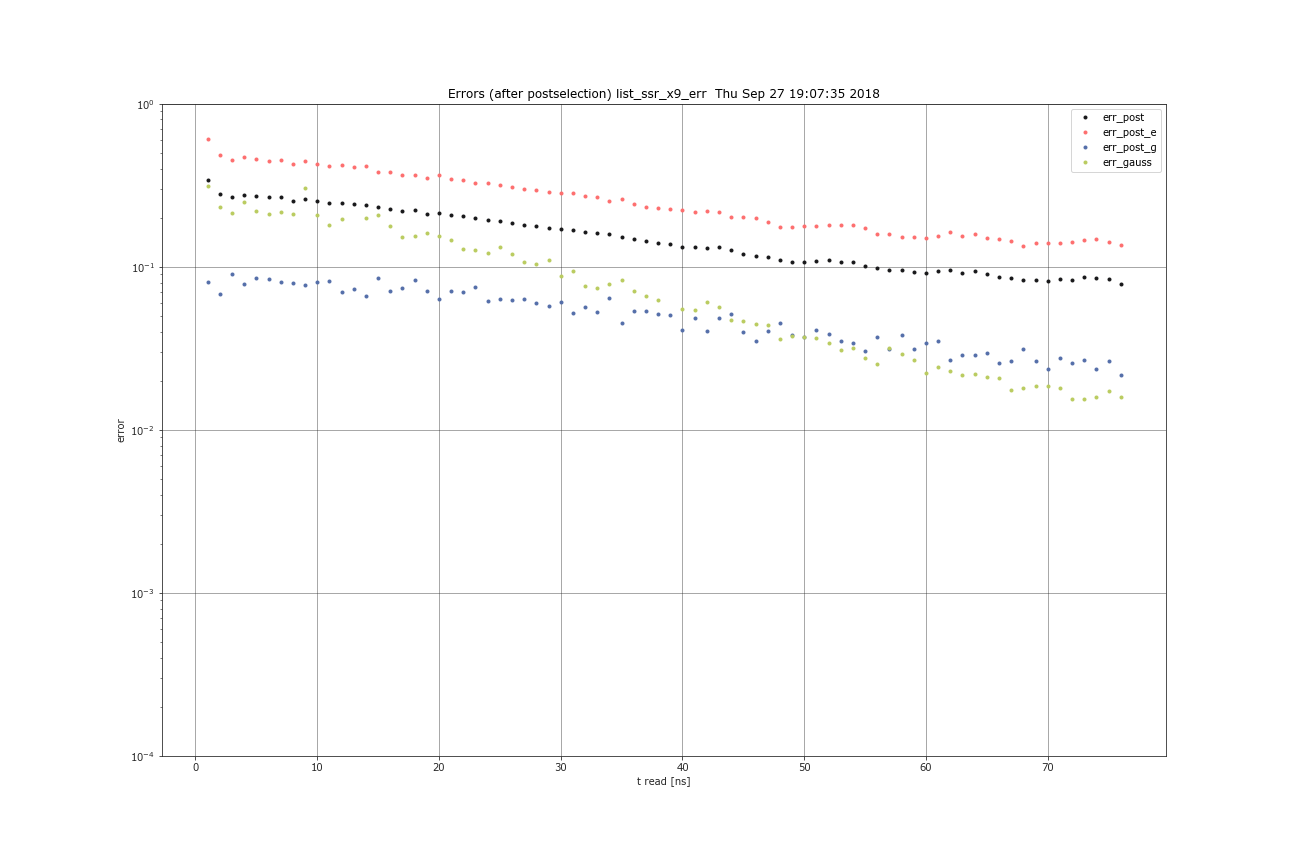 Errors (after postselection) list_ssr_x9_err  Thu Sep 27 19:07:35 2018
err_post
err_post_e
err_post_g
err_gauss
10⁰
10⁻¹
10⁻²
10⁻³
10⁻⁴
error
0 10 20 30 40 50 60 70
t read [ns]